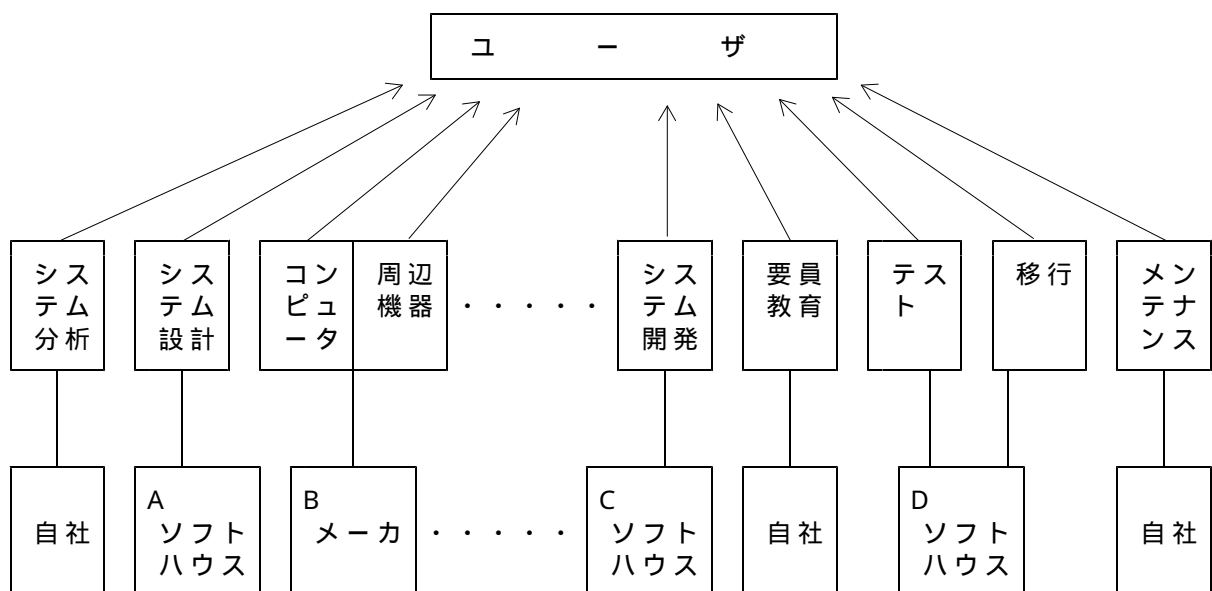 ユーザ
システム分析
システム設計
コンピュータ
周辺機器
・・・・・
システム開発
要員教育
テスト
移行
メンテナンス
自社
A
ソフトハウス
B
メーカ
・・・・・
C
ソフトハウス
自社
D
ソフトハウス
自社